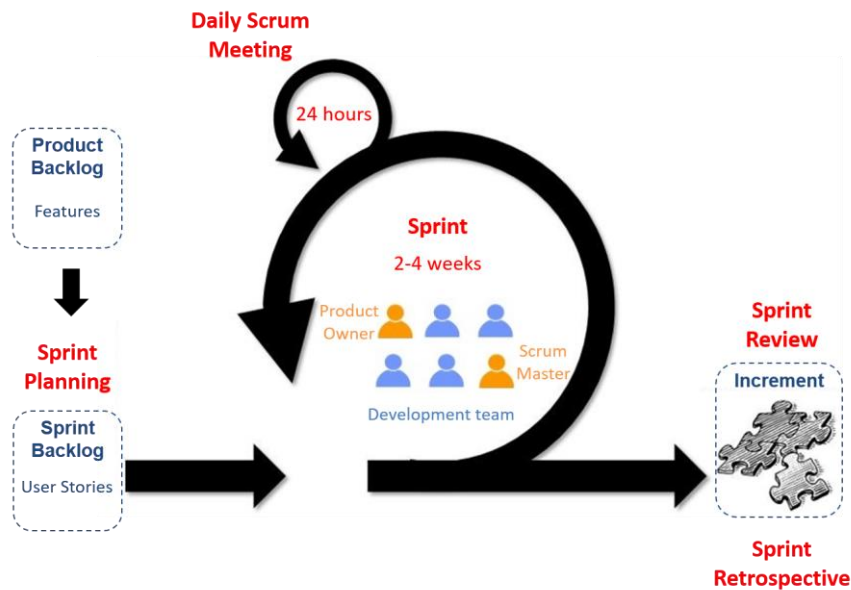 Daily Scrum
Meeting
24 hours
Product
Backlog
Features
Sprint
Planning
Sprint
Backlog
User Stories
Sprint
2-4 weeks
Product
Owner
Scrum
Master
Development team
Sprint
Review
Increment
Sprint
Retrospective